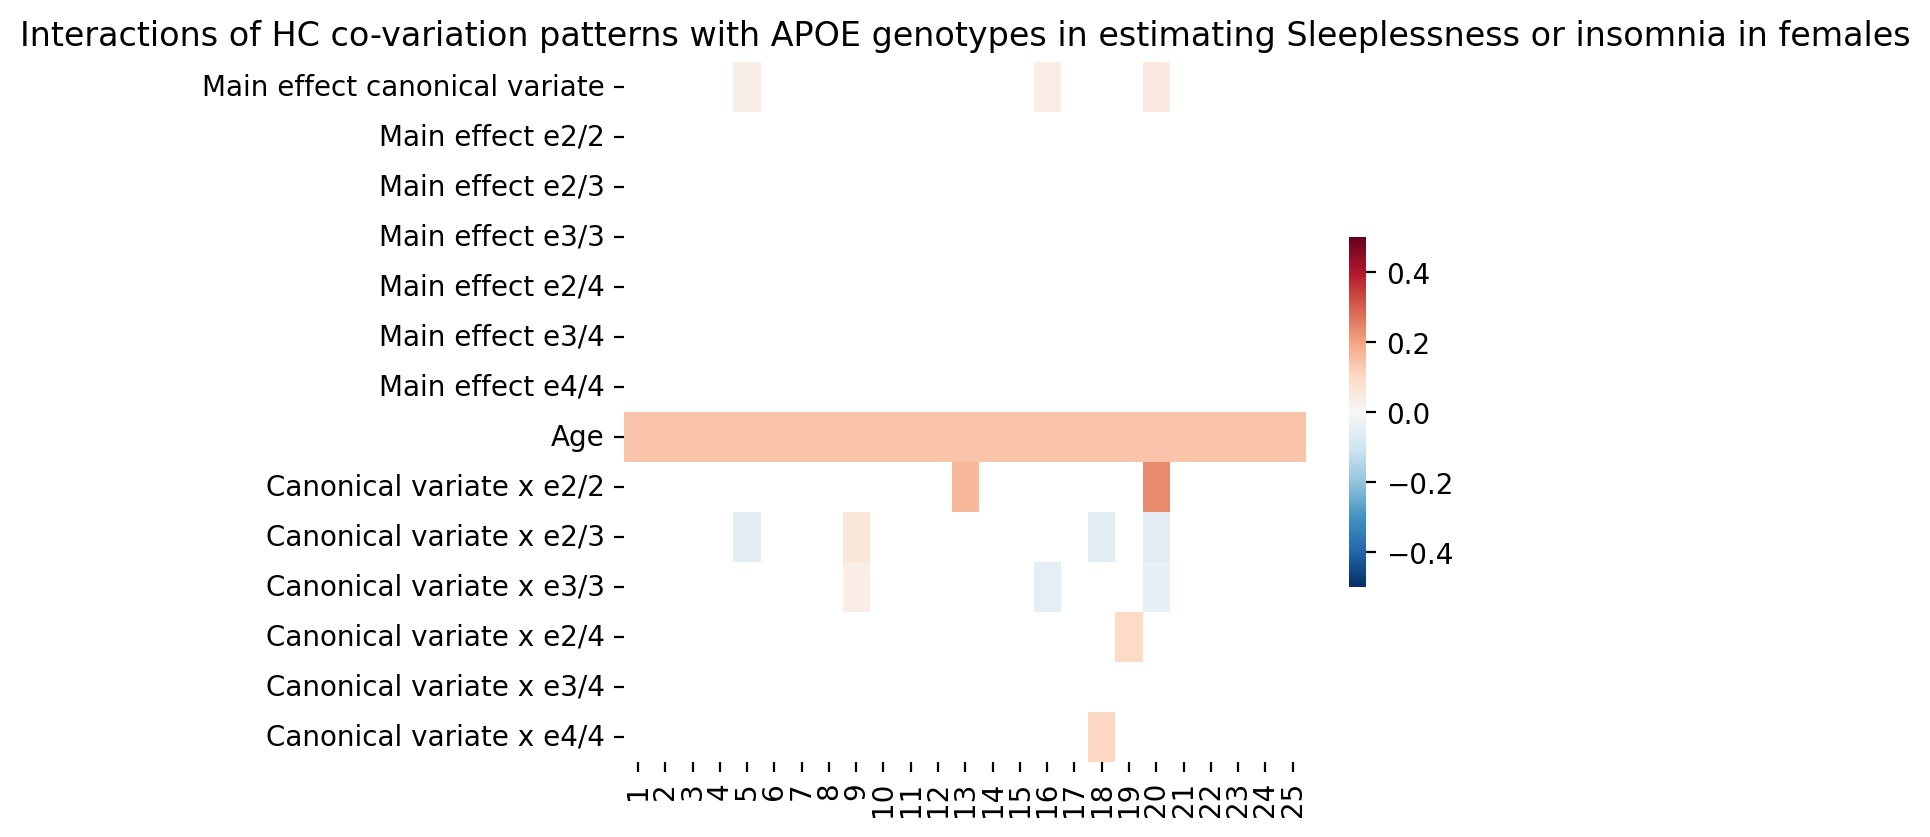 Interactions of HC co-variation patterns with APOE genotypes in estimating Sleeplessness or insomnia in females
Main effect canonical variate
Main effect e2/2
Main effect e2/3
Main effect e3/3
Main effect e2/4
Main effect e3/4
Main effect e4/4
Age
Canonical variate x e2/2
Canonical variate x e2/3
Canonical variate x e3/3
Canonical variate x e2/4
Canonical variate x e3/4
Canonical variate x e4/4
1 2 3 4 5 6 7 8 9 10 11 12 13 14 15 16 17 18 19 20 21 22 23 24 25
0.4
0.2
0.0
−0.2
−0.4